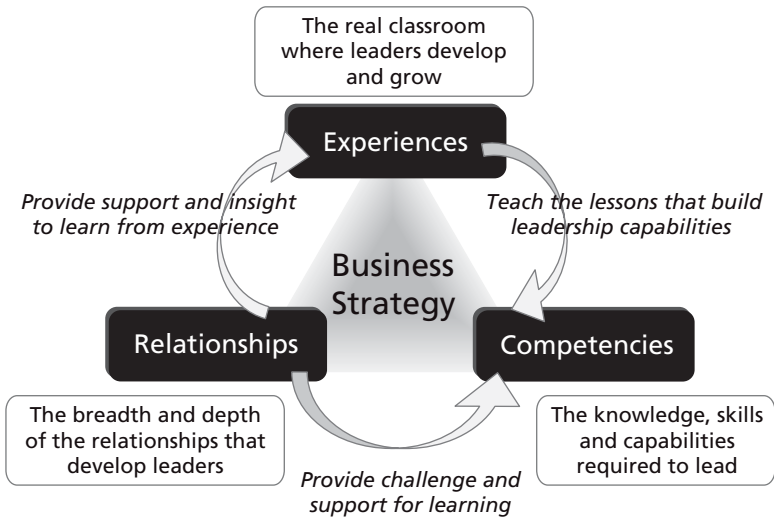 The real classroom
where leaders develop
and grow
Experiences
Provide support and insight
to learn from experience
Teach the lessons that build
leadership capabilities
Business
Strategy
Relationships
Competencies
The breadth and depth
of the relationships that
develop leaders
The knowledge, skills
and capabilities
required to lead
Provide challenge and
support for learning